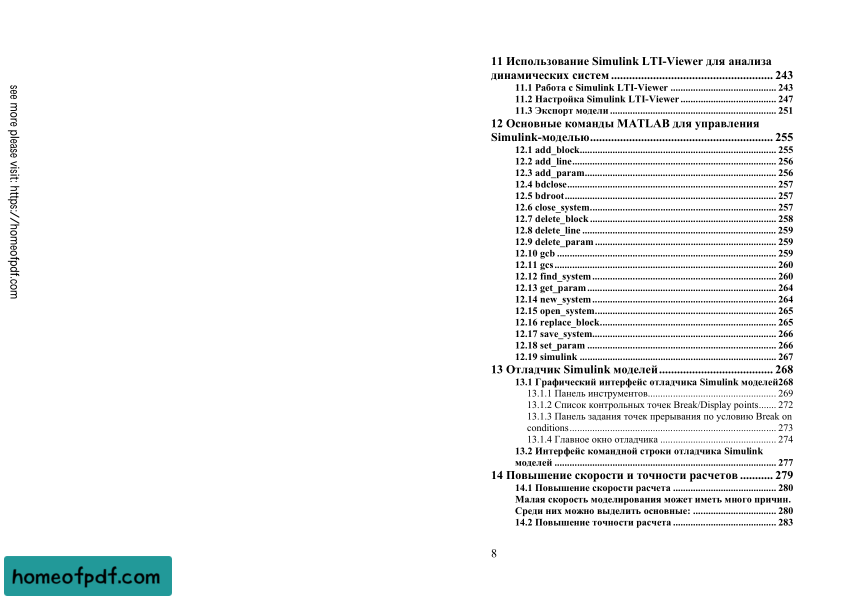 11 Использование Simulink LTI-Viewer для анализа
динамических систем ...................................................... 243
11.1 Работа с Simulink LTI-Viewer .......................................... 243
11.2 Настройка Simulink LTI-Viewer ...................................... 247
11.3 Экспорт модели .................................................................. 251
12 Основные команды MATLAB для управления
Simulink-моделью............................................................. 255
12.1 add_block.............................................................................. 255
12.2 add_line................................................................................. 256
12.3 add_param............................................................................ 256
12.4 bdclose................................................................................... 257
12.5 bdroot.................................................................................... 257
12.6 close_system.......................................................................... 257
12.7 delete_block .......................................................................... 258
12.8 delete_line ............................................................................. 259
12.9 delete_param ........................................................................ 259
12.10 gcb ....................................................................................... 259
12.11 gcs ........................................................................................ 260
12.12 find_system ......................................................................... 260
12.13 get_param ........................................................................... 264
12.14 new_system ......................................................................... 264
12.15 open_system........................................................................ 265
12.16 replace_block...................................................................... 265
12.17 save_system......................................................................... 266
12.18 set_param ........................................................................... 266
12.19 simulink .............................................................................. 267
13 Отладчик Simulink моделей ...................................... 268
13.1 Графический интерфейс отладчика Simulink моделей268
13.1.1 Панель инструментов................................................... 269
13.1.2 Список контрольных точек Break/Display points....... 272
13.1.3 Панель задания точек прерывания по условию Break on
conditions.................................................................................. 273
13.1.4 Главное окно отладчика .............................................. 274
13.2 Интерфейс командной строки отладчика Simulink
моделей ........................................................................................ 277
14 Повышение скорости и точности расчетов ........... 279
14.1 Повышение скорости расчета ......................................... 280
Малая скорость моделирования может иметь много причин.
Среди них можно выделить основные: ................................. 280
14.2 Повышение точности расчета ......................................... 283
8
see more please visit: https://homeofpdf.com
homeofpdf.com